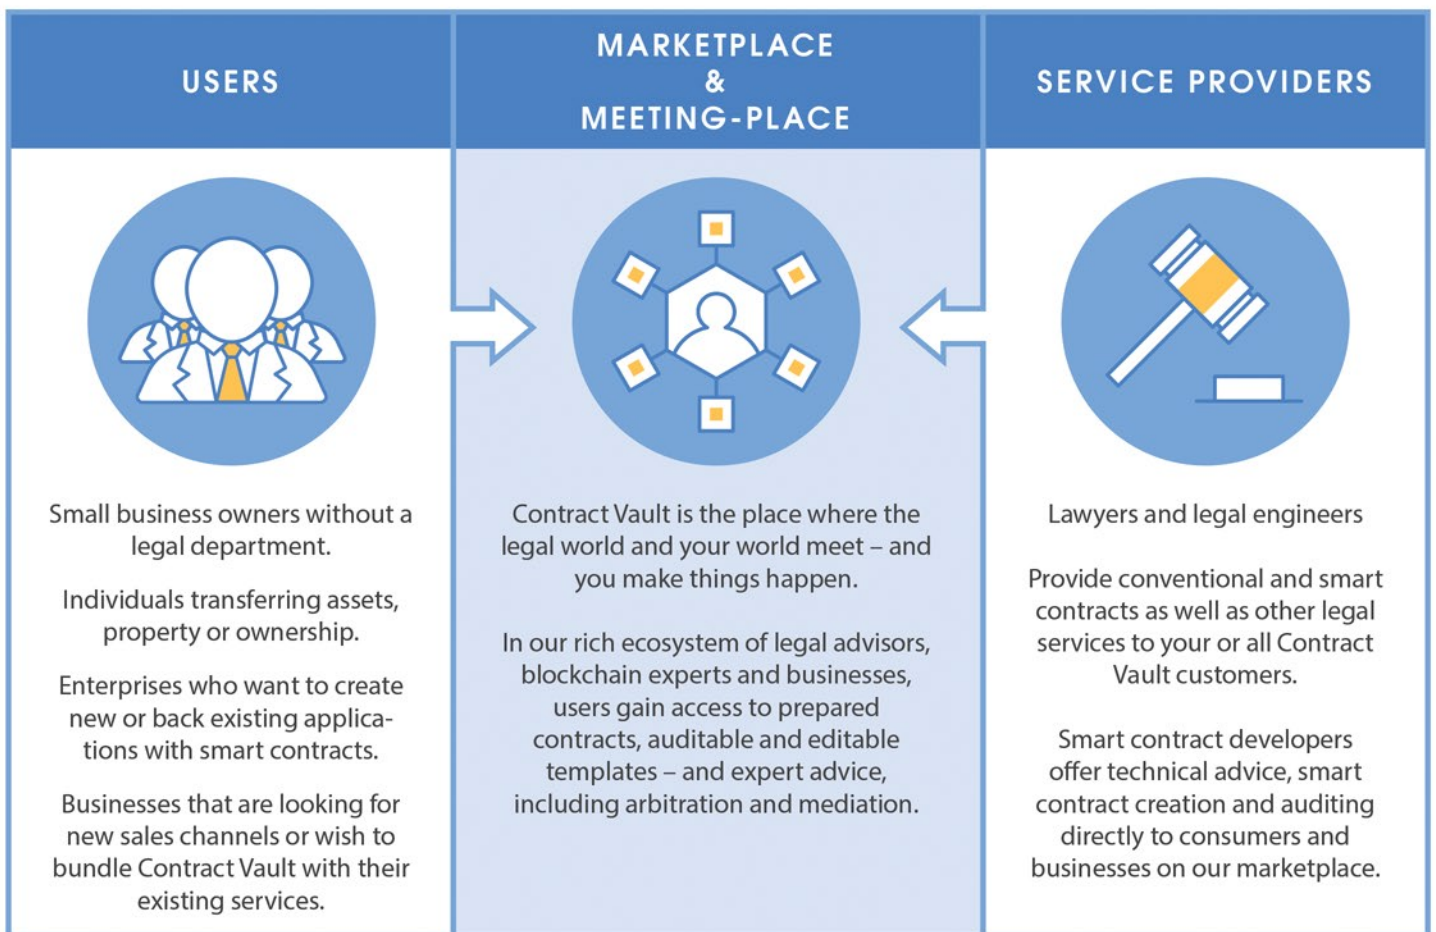 USERS
Small business owners without a
legal department.
Individuals transferring assets,
property or ownership.
Enterprises who want to create
new or back existing applica-
tions with smart contracts.
Businesses that are looking for
new sales channels or wish to
bundle Contract Vault with their
existing services.
MARKETPLACE
&
MEETING-PLACE
Contract Vault is the place where the
legal world and your world meet – and
you make things happen.
In our rich ecosystem of legal advisors,
blockchain experts and businesses,
users gain access to prepared
contracts, auditable and editable
templates – and expert advice,
including arbitration and mediation.
SERVICE PROVIDERS
Lawyers and legal engineers
Provide conventional and smart
contracts as well as other legal
services to your or all Contract
Vault customers.
Smart contract developers
offer technical advice, smart
contract creation and auditing
directly to consumers and
businesses on our marketplace.